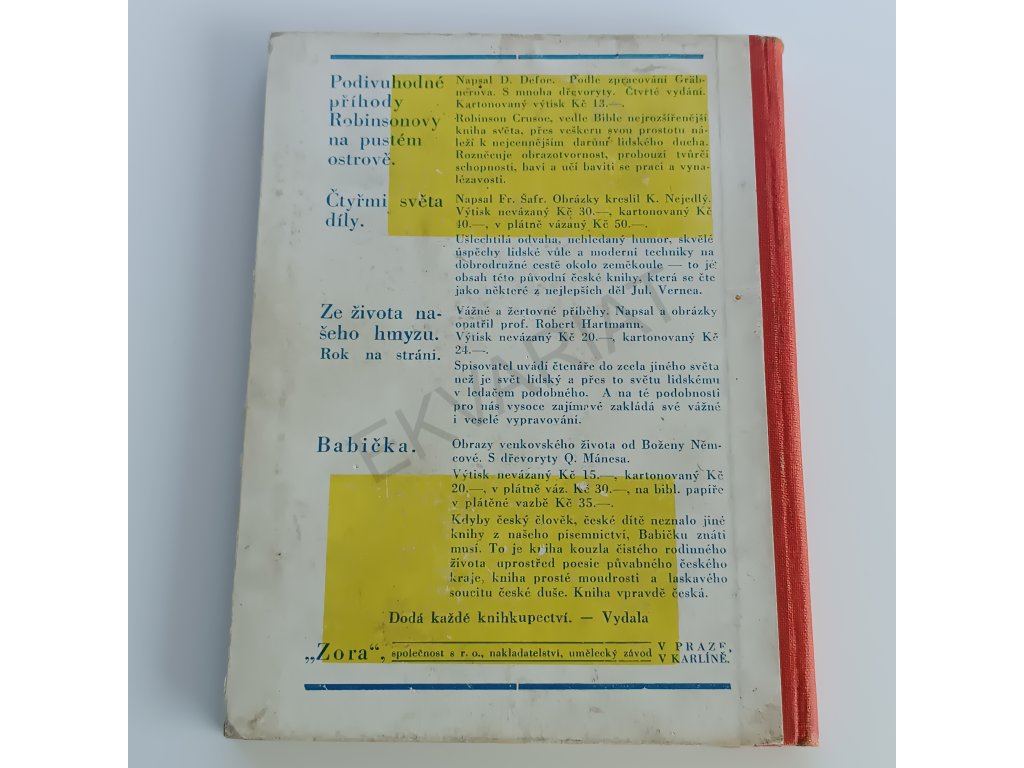 Podivuhodné
příhody
Robinsonovy
na pustém
ostrově.
Napsal D. Defoe. Podle zpracování Gräb-
nerova. S mnoha dřevoryty. Čtvrté vydání.
Kartonovaný výtisk Kč 13.—.
Robinson Crusoe, vedle Bible nejrozšířenější
kniha světa, přes veškeru svou prostotu ná-
leží k nejcennějším darům lidského ducha.
Rozněcuje obrazotvornost, probouzí tvůrčí
schopnosti, baví a učí baviti se prací a vyna-
lézavostí.
Čtyřmi světa
díly.
Napsal Fr. Šafr. Obrázky kreslil K. Nejedlý.
Výtisk nevázaný Kč 30.—, kartonovaný Kč
40.—, v plátně vázaný Kč 50.—.
Ušlechtilá odvaha, nehledaný humor, skvělé
úspěchy lidské vůle a moderní techniky na
dobrodružné cestě okolo zeměkoule — to je
obsah této původní české knihy, která se čte
jako některé z nejlepších děl Jul. Vernea.
Ze života na-
šeho hmyzu.
Rok na stráni.
Vážné a žertovné příběhy. Napsal a obrázky
opatřil prof. Robert Hartmann.
Výtisk nevázaný Kč 20.—, kartonovaný Kč
24.—.
Spisovatel uvádí čtenáře do zcela jiného světa
než je svět lidský a přes to světu lidskému
v ledačem podobného. A na té podobnosti
pro nás vysoce zajímavé zakládá své vážné
i veselé vypravování.
Babička.
Obrazy venkovského života od Boženy Něm-
cové. S dřevoryty Q. Mánesa.
Výtisk nevázaný Kč 15.—, kartonovaný Kč
20.—, v plátně váz. Kč 30.—, na bibl. papíře
v plátěné vazbě Kč 35.—.
Kdyby český člověk, české dítě neznalo jiné
knihy z našeho písemnictví, Babičku znáti
musí. To je kniha kouzla čistého rodinného
života uprostřed poesie půvabného českého
kraje, kniha prosté moudrosti a laskavého
soucitu české duše. Kniha vpravdě česká.
Dodá každé knihkupectví. — Vydala
„Zora“, společnost s r. o., nakladatelství, umělecký závod V PRAZE,
V KARLÍNĚ.
EKVARIAT